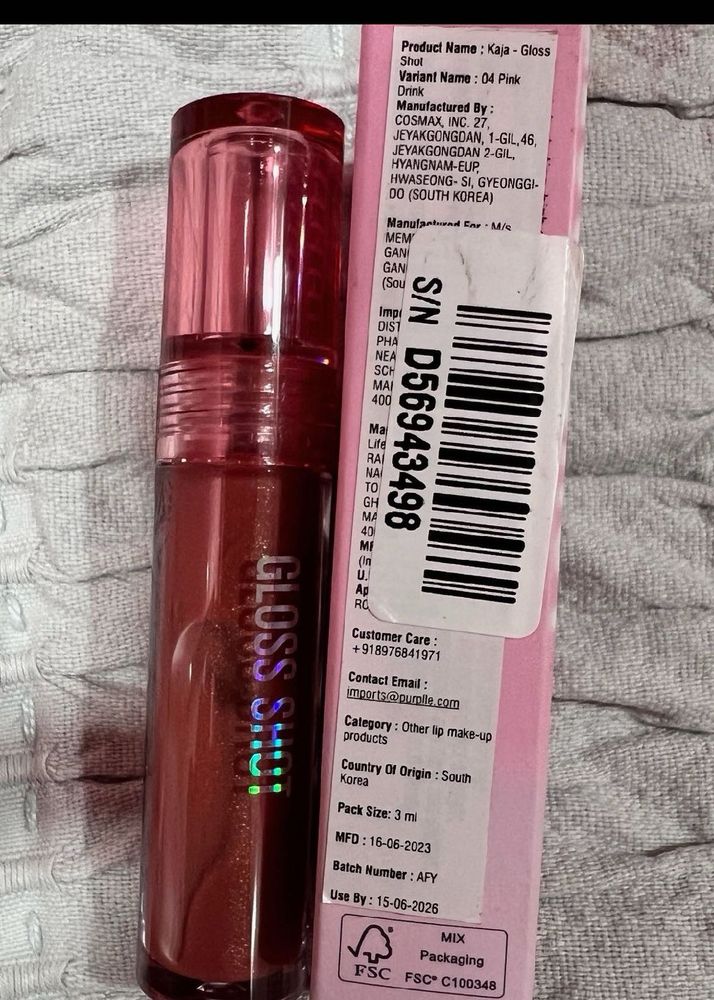 GLOSS SHOT
Product Name : Kaja - Gloss
Shot
Variant Name : 04 Pink
Drink
Manufactured By :
COSMAX, INC. 27,
JEYAKGONGDAN, 1-GIL,46,
JEYAKGONGDAN 2-GIL,
HYANGNAM-EUP,
HWASEONG- SI, GYEONGGI-
DO (SOUTH KOREA)
Manufactured For : M/s
S/N D56943498
Customer Care :
+918976841971
Contact Email :
imports@purplle.com
Category : Other lip make-up
products
Country Of Origin : South
Korea
Pack Size: 3 ml
MFD : 16-06-2023
Batch Number : AFY
Use By : 15-06-2026
FSC
MIX
Packaging
FSC® C100348